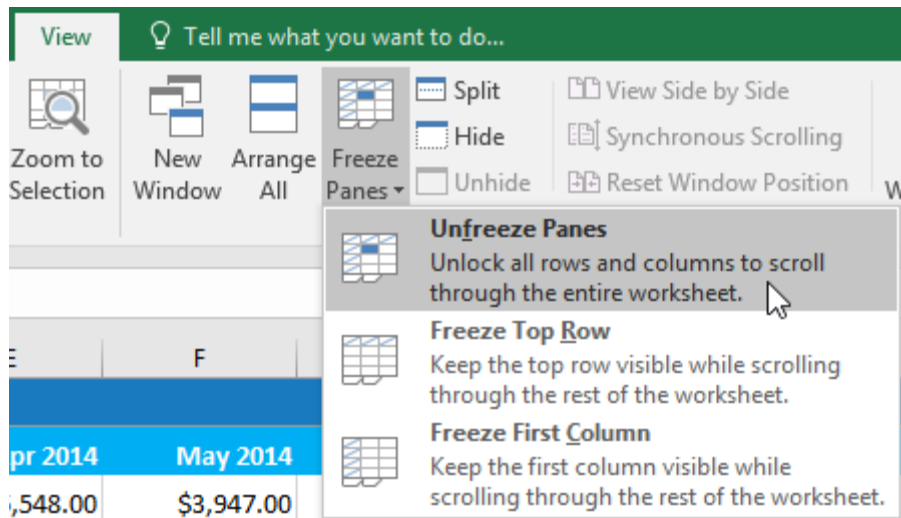 View Tell me what you want to do...
Zoom to Selection
New Window
Arrange All
Freeze Panes
Split
Hide
Unhide
View Side by Side
Synchronous Scrolling
Reset Window Position
W
Unfreeze Panes
Unlock all rows and columns to scroll
through the entire worksheet.
Freeze Top Row
Keep the top row visible while scrolling
through the rest of the worksheet.
Freeze First Column
Keep the first column visible while
scrolling through the rest of the worksheet.
F
pr 2014 May 2014
,548.00 $3,947.00